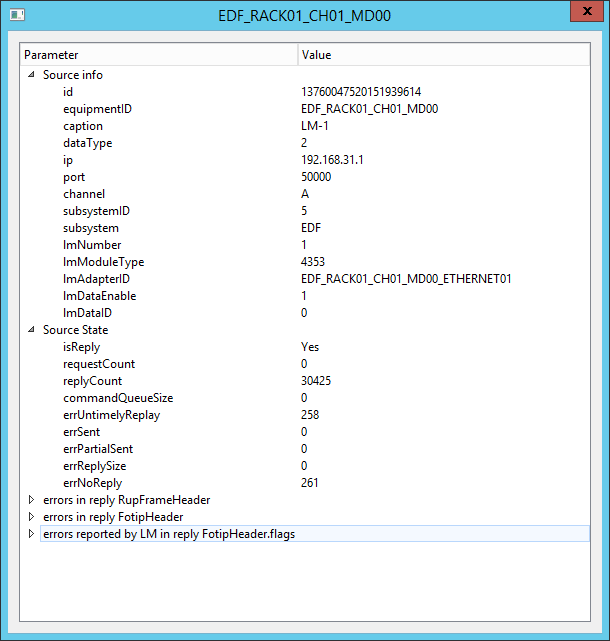 EDF_RACK01_CH01_MD00
Parameter Value
Source info
id 13760047520151939614
equipmentID EDF_RACK01_CH01_MD00
caption LM-1
dataType 2
ip 192.168.31.1
port 50000
channel A
subsystemID 5
subsystem EDF
lmNumber 1
lmModuleType 4353
lmAdapterID EDF_RACK01_CH01_MD00_ETHERNET01
lmDataEnable 1
lmDataID 0
Source State
isReply Yes
requestCount 0
replyCount 30425
commandQueueSize 0
errUntimelyReplay 258
errSent 0
errPartialSent 0
errReplySize 0
errNoReply 261
errors in reply RupFrameHeader
errors in reply FotipHeader
errors reported by LM in reply FotipHeader.flags